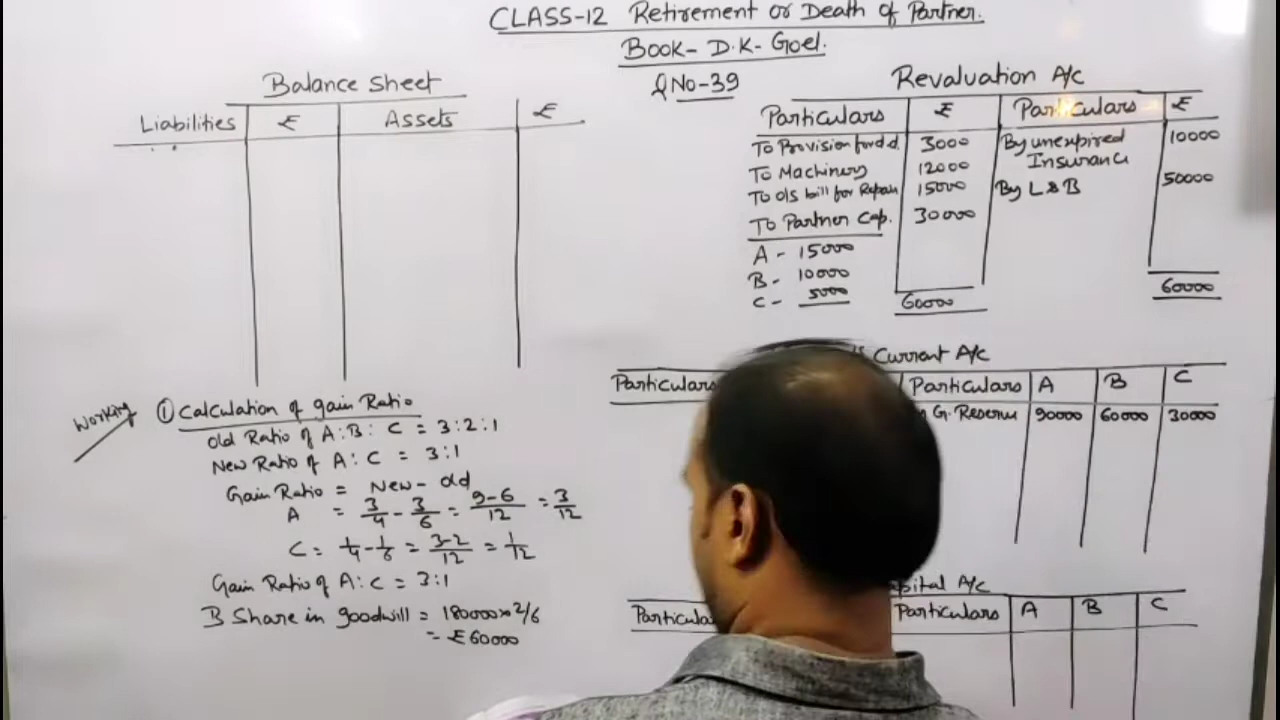 CLASS-12 Retirement or Death of Partner.
Book- D.K- Goel.
QNo-39
Balance Sheet
Liabilities ₹ Assets ₹
Revaluation A/c
Particulars ₹ Particulars ₹
To Provision for d.d. 3000 By unexpired Insurance 10000
To Machinery 12000
To o/s bill for Repair 15000 By L & B 50000
To Partner Cap. 30000
A - 15000
B - 10000
C - 5000
60000 60000
Current A/c
Particulars Particulars A B C
G. Reserve 90000 60000 30000
Capital A/c
Particulars Particulars A B C
Working
① Calculation of gain Ratio
Old Ratio of A:B:C = 3:2:1
New Ratio of A:C = 3:1
Gain Ratio = New - old
A = 3/4 - 3/6 = 9-6/12 = 3/12
C = 1/4 - 1/6 = 3-2/12 = 1/12
Gain Ratio of A:C = 3:1
B Share in goodwill = 180000 x 2/6
= ₹ 60000